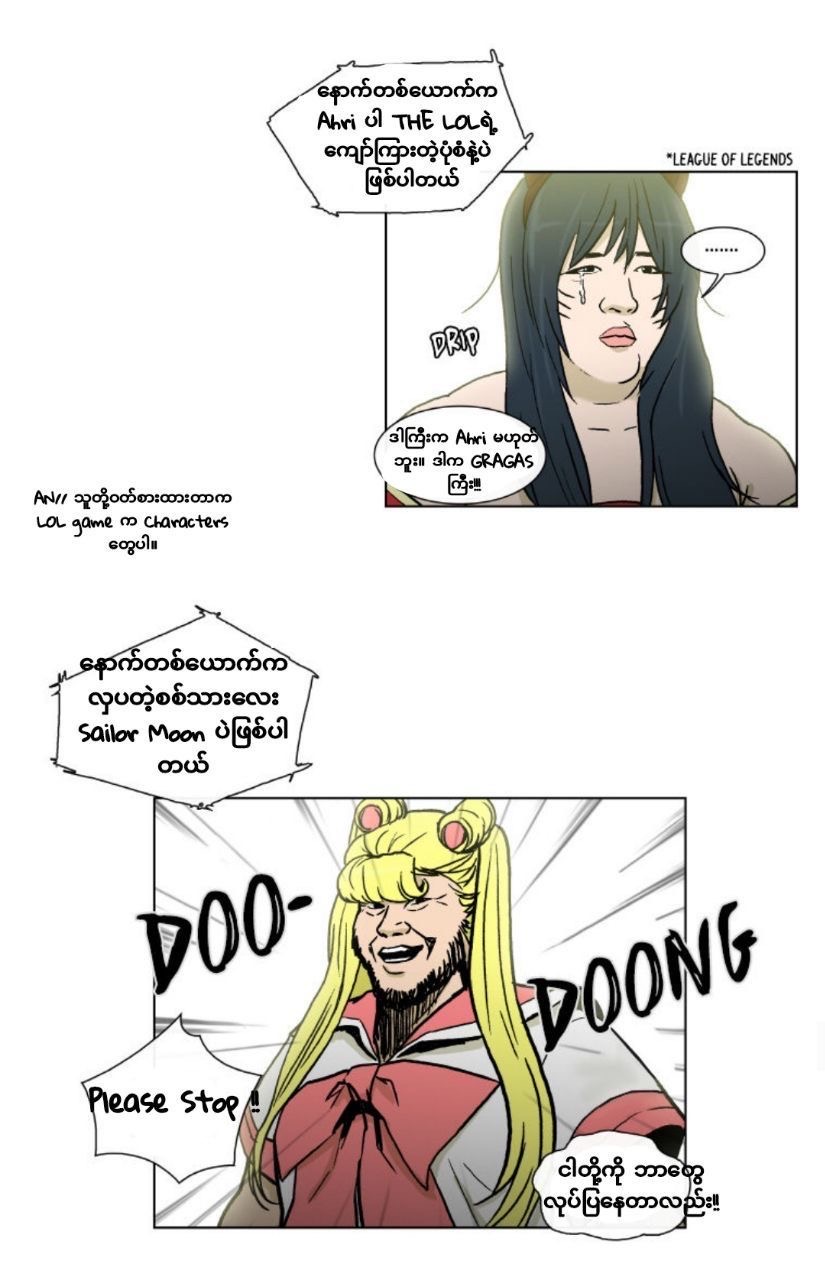 နောက်တစ်ယောက်က
Ahri ပါ THE LOLရဲ့
ကျော်ကြားတဲ့ပုံစံနဲ့ပဲ
ဖြစ်ပါတယ်
*LEAGUE OF LEGENDS
.......
DRIP
ဒါကြီးက Ahri မဟုတ်
ဘူး။ ဒါက GRAGAS
ကြီး!!!
AN// သူတို့ဝတ်စားထားတာက
LOL game က Characters
တွေပါ။
နောက်တစ်ယောက်က
လှပတဲ့စစ်သားလေး
Sailor Moon ပဲဖြစ်ပါ
တယ်
DOO-
DOONG
Please Stop !!
ငါတို့ကို ဘာတွေ
လုပ်ပြနေတာလည်း!!